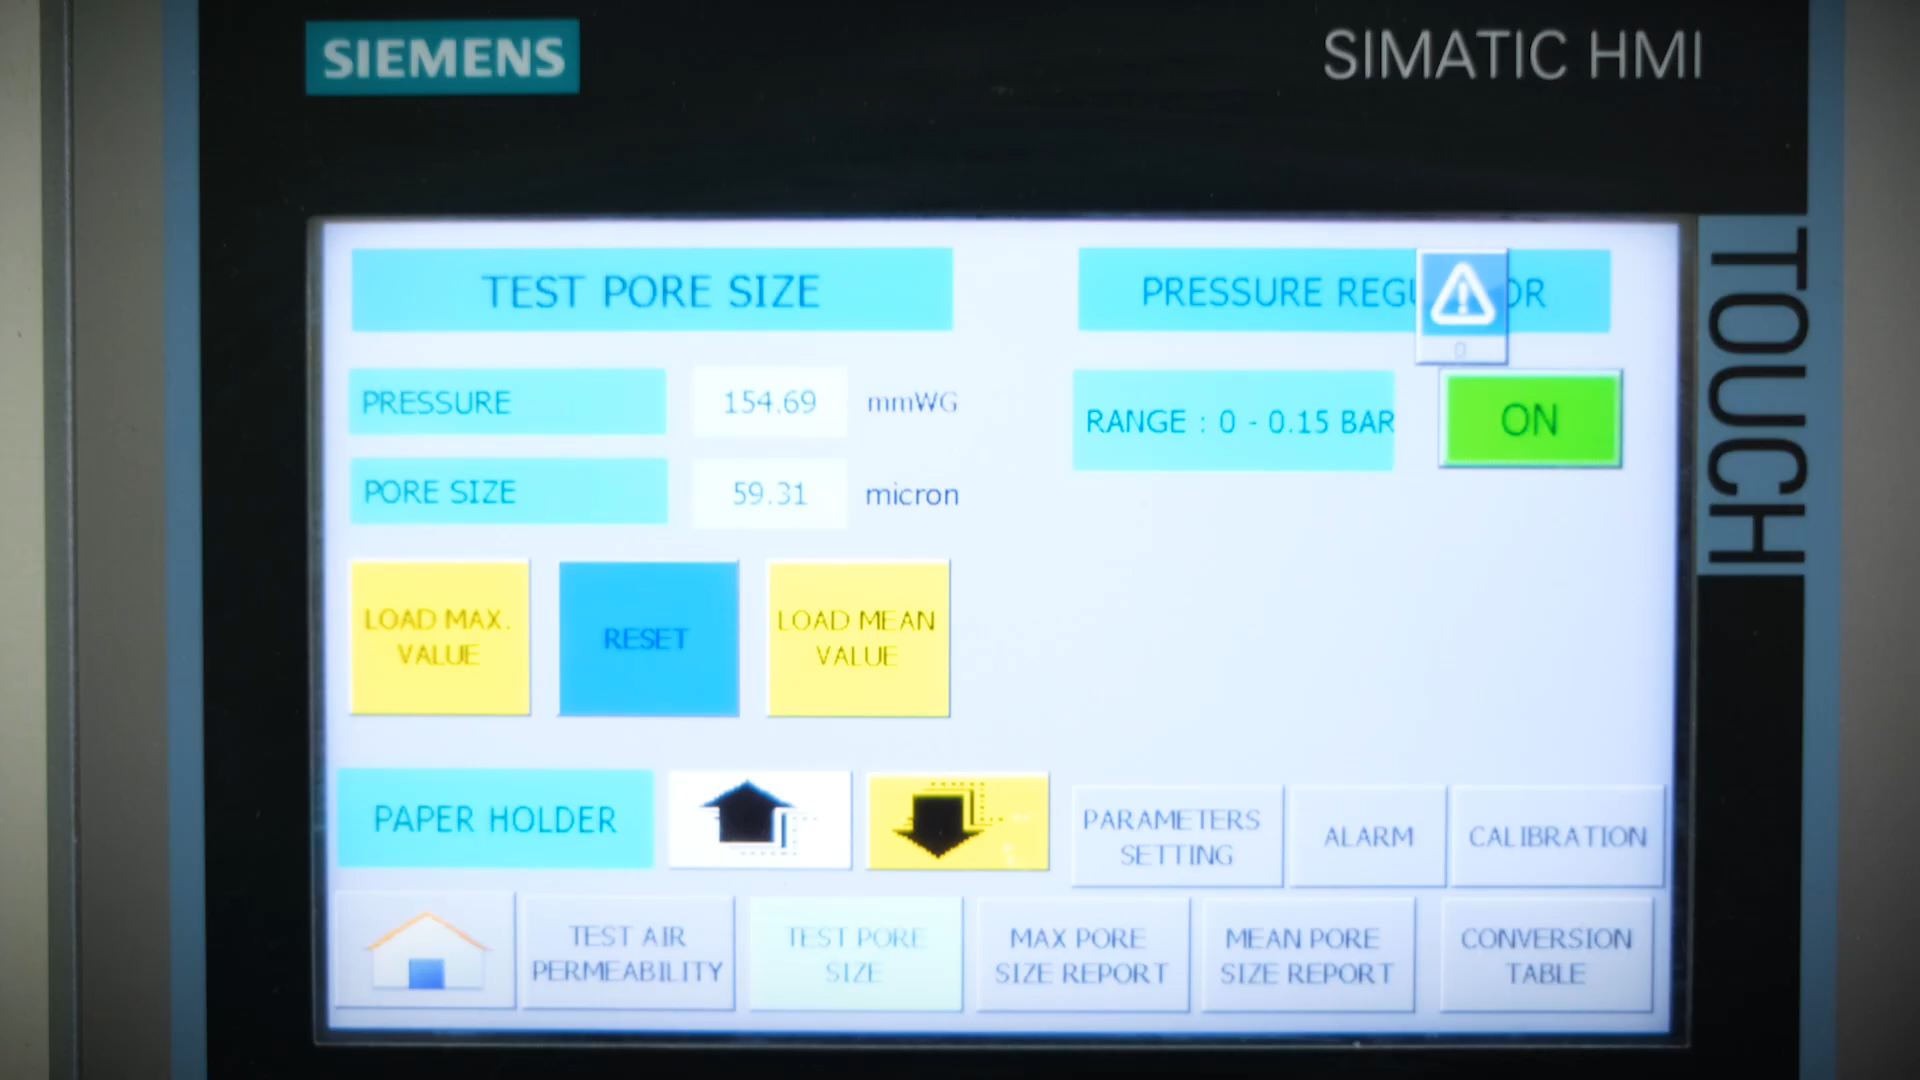 SIEMENS
SIMATIC HMI
TOUCH
TEST PORE SIZE
PRESSURE 154.69 mmWG
PORE SIZE 59.31 micron
LOAD MAX.
VALUE
RESET
LOAD MEAN
VALUE
PRESSURE REGU OR
0
RANGE : 0 - 0.15 BAR
ON
PAPER HOLDER
PARAMETERS
SETTING
ALARM
CALIBRATION
TEST AIR
PERMEABILITY
TEST PORE
SIZE
MAX PORE
SIZE REPORT
MEAN PORE
SIZE REPORT
CONVERSION
TABLE